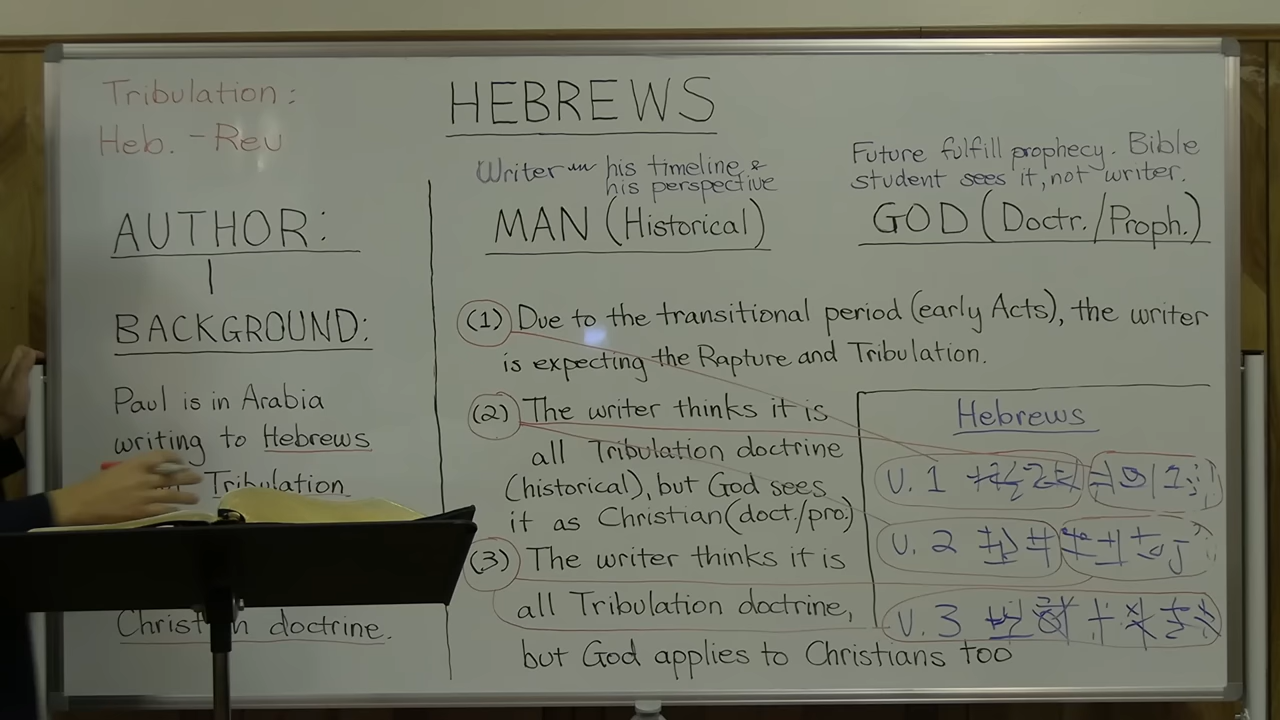 Tribulation:
Heb. - Rev
HEBREWS
Writer in his timeline &
his perspective
MAN (Historical)
Future fulfill prophecy. Bible
student sees it, not writer.
GOD (Doctr./Proph.)
AUTHOR:
BACKGROUND:
Paul is in Arabia
writing to Hebrews
Tribulation
Christian doctrine.
(1) Due to the transitional period (early Acts), the writer
is expecting the Rapture and Tribulation.
(2) The writer thinks it is
all Tribulation doctrine
(historical), but God sees
it as Christian (doct./pro.)
(3) The writer thinks it is
all Tribulation doctrine,
but God applies to Christians too
Hebrews
V. 1
V. 2
V. 3